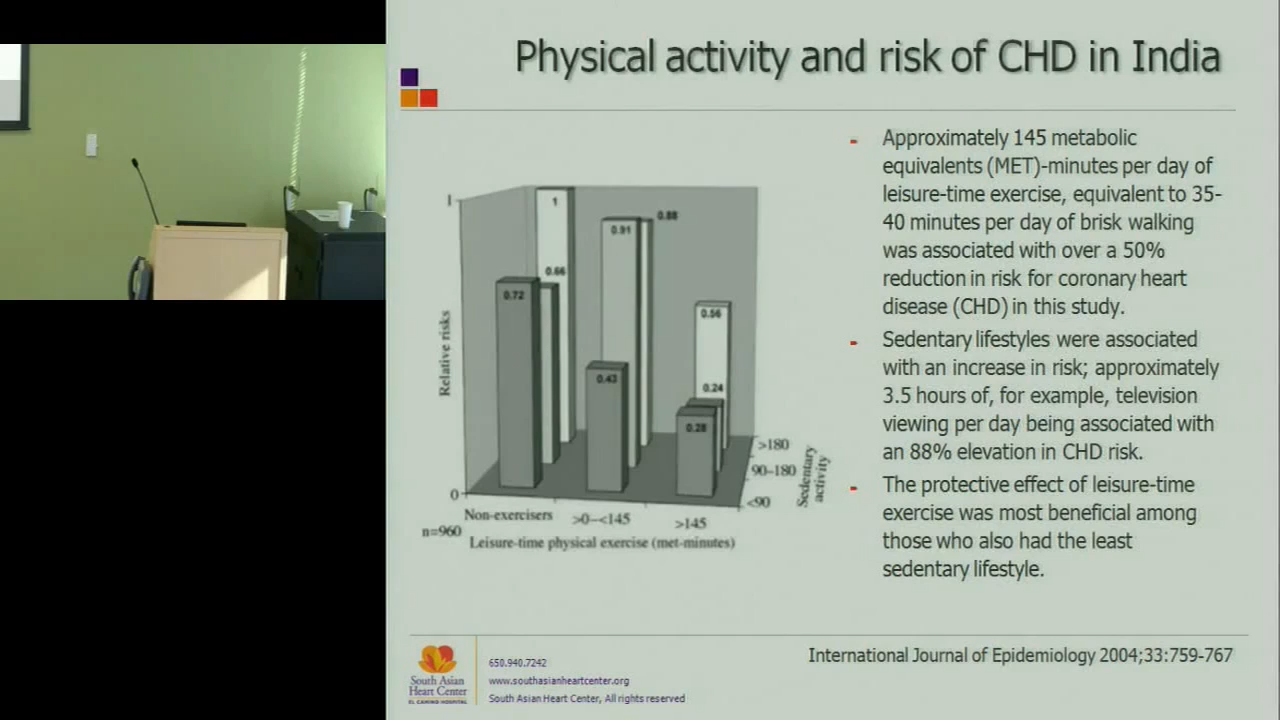 Physical activity and risk of CHD in India
1
1
0.91
0.88
0.66
0.72
0.56
0.43
0.24
0.28
Relative risks
0
>180
90–180
<90
Sedentary
activity
Non-exercisers
>0–<145
>145
n=960
Leisure-time physical exercise (met-minutes)
Approximately 145 metabolic
equivalents (MET)-minutes per day of
leisure-time exercise, equivalent to 35-
40 minutes per day of brisk walking
was associated with over a 50%
reduction in risk for coronary heart
disease (CHD) in this study.
Sedentary lifestyles were associated
with an increase in risk; approximately
3.5 hours of, for example, television
viewing per day being associated with
an 88% elevation in CHD risk.
The protective effect of leisure-time
exercise was most beneficial among
those who also had the least
sedentary lifestyle.
South Asian
Heart Center
EL CAMINO HOSPITAL
650.940.7242
www.southasianheartcenter.org
South Asian Heart Center, All rights reserved
International Journal of Epidemiology 2004;33:759-767